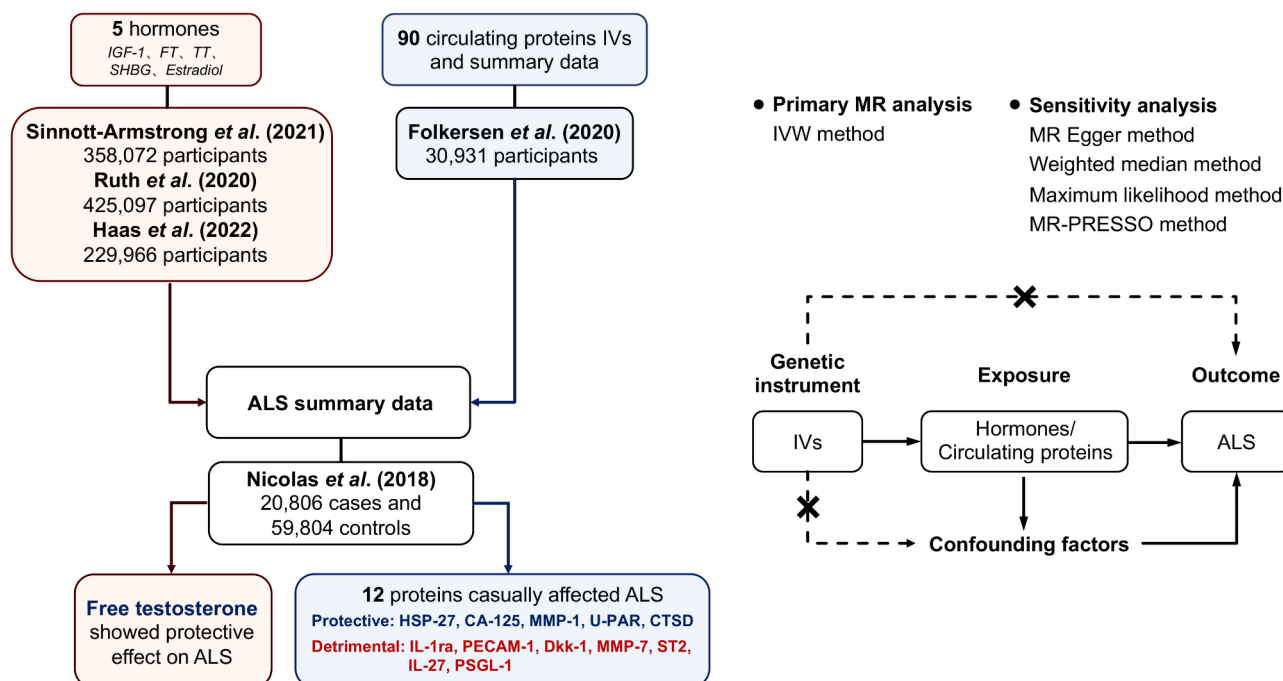 5 hormones
IGF-1、FT、TT、
SHBG、Estradiol
90 circulating proteins IVs
and summary data
Sinnott-Armstrong et al. (2021)
358,072 participants
Ruth et al. (2020)
425,097 participants
Haas et al. (2022)
229,966 participants
Folkersen et al. (2020)
30,931 participants
ALS summary data
Nicolas et al. (2018)
20,806 cases and
59,804 controls
Free testosterone
showed protective
effect on ALS
12 proteins casually affected ALS
Protective: HSP-27, CA-125, MMP-1, U-PAR, CTSD
Detrimental: IL-1ra, PECAM-1, Dkk-1, MMP-7, ST2,
IL-27, PSGL-1
● Primary MR analysis
IVW method
● Sensitivity analysis
MR Egger method
Weighted median method
Maximum likelihood method
MR-PRESSO method
Genetic
instrument
Exposure
Outcome
IVs
Hormones/
Circulating proteins
ALS
Confounding factors